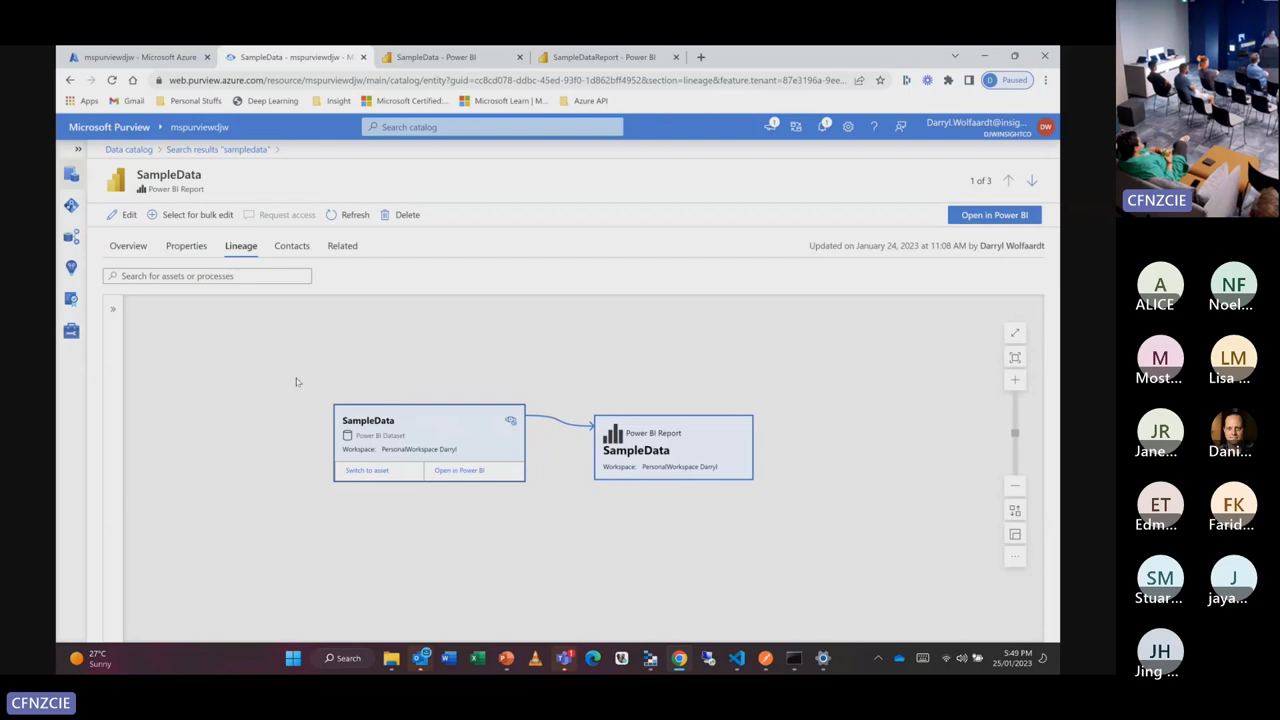 mspurviewdjw - Microsoft Azure
SampleData - mspurviewdjw - M
SampleData - Power BI
SampleDataReport - Power BI
web.purview.azure.com/resource/mspurviewdjw/main/catalog/entity?guid=cc8cd078-ddbc-45ed-93f0-1d862bff4952&section=lineage&feature.tenant=87e3196a-9ee...
D Paused
Apps
Gmail
Personal Stuffs
Deep Learning
Insight
Microsoft Certified:...
Microsoft Learn | M...
Azure API
Microsoft Purview
mspurviewdjw
Search catalog
1
1
Darryl.Wolfaardt@insig...
DJWINSIGHTCO
DW
Data catalog
Search results "sampledata"
SampleData
Power BI Report
1 of 3
Edit
Select for bulk edit
Request access
Refresh
Delete
Open in Power BI
Overview
Properties
Lineage
Contacts
Related
Updated on January 24, 2023 at 11:08 AM by Darryl Wolfaardt
Search for assets or processes
SampleData
Power BI Dataset
Workspace: PersonalWorkspace Darryl
Switch to asset
Open in Power BI
Power BI Report
SampleData
Workspace: PersonalWorkspace Darryl
27°C
Sunny
Search
5:49 PM
25/01/2023
CFNZCIE
CFNZCIE
A
ALICE
NF
Noel...
M
Most...
LM
Lisa ...
JR
Jane...
Dani...
ET
Edm...
FK
Farid...
SM
Stuar...
J
jaya...
JH
Jing ...